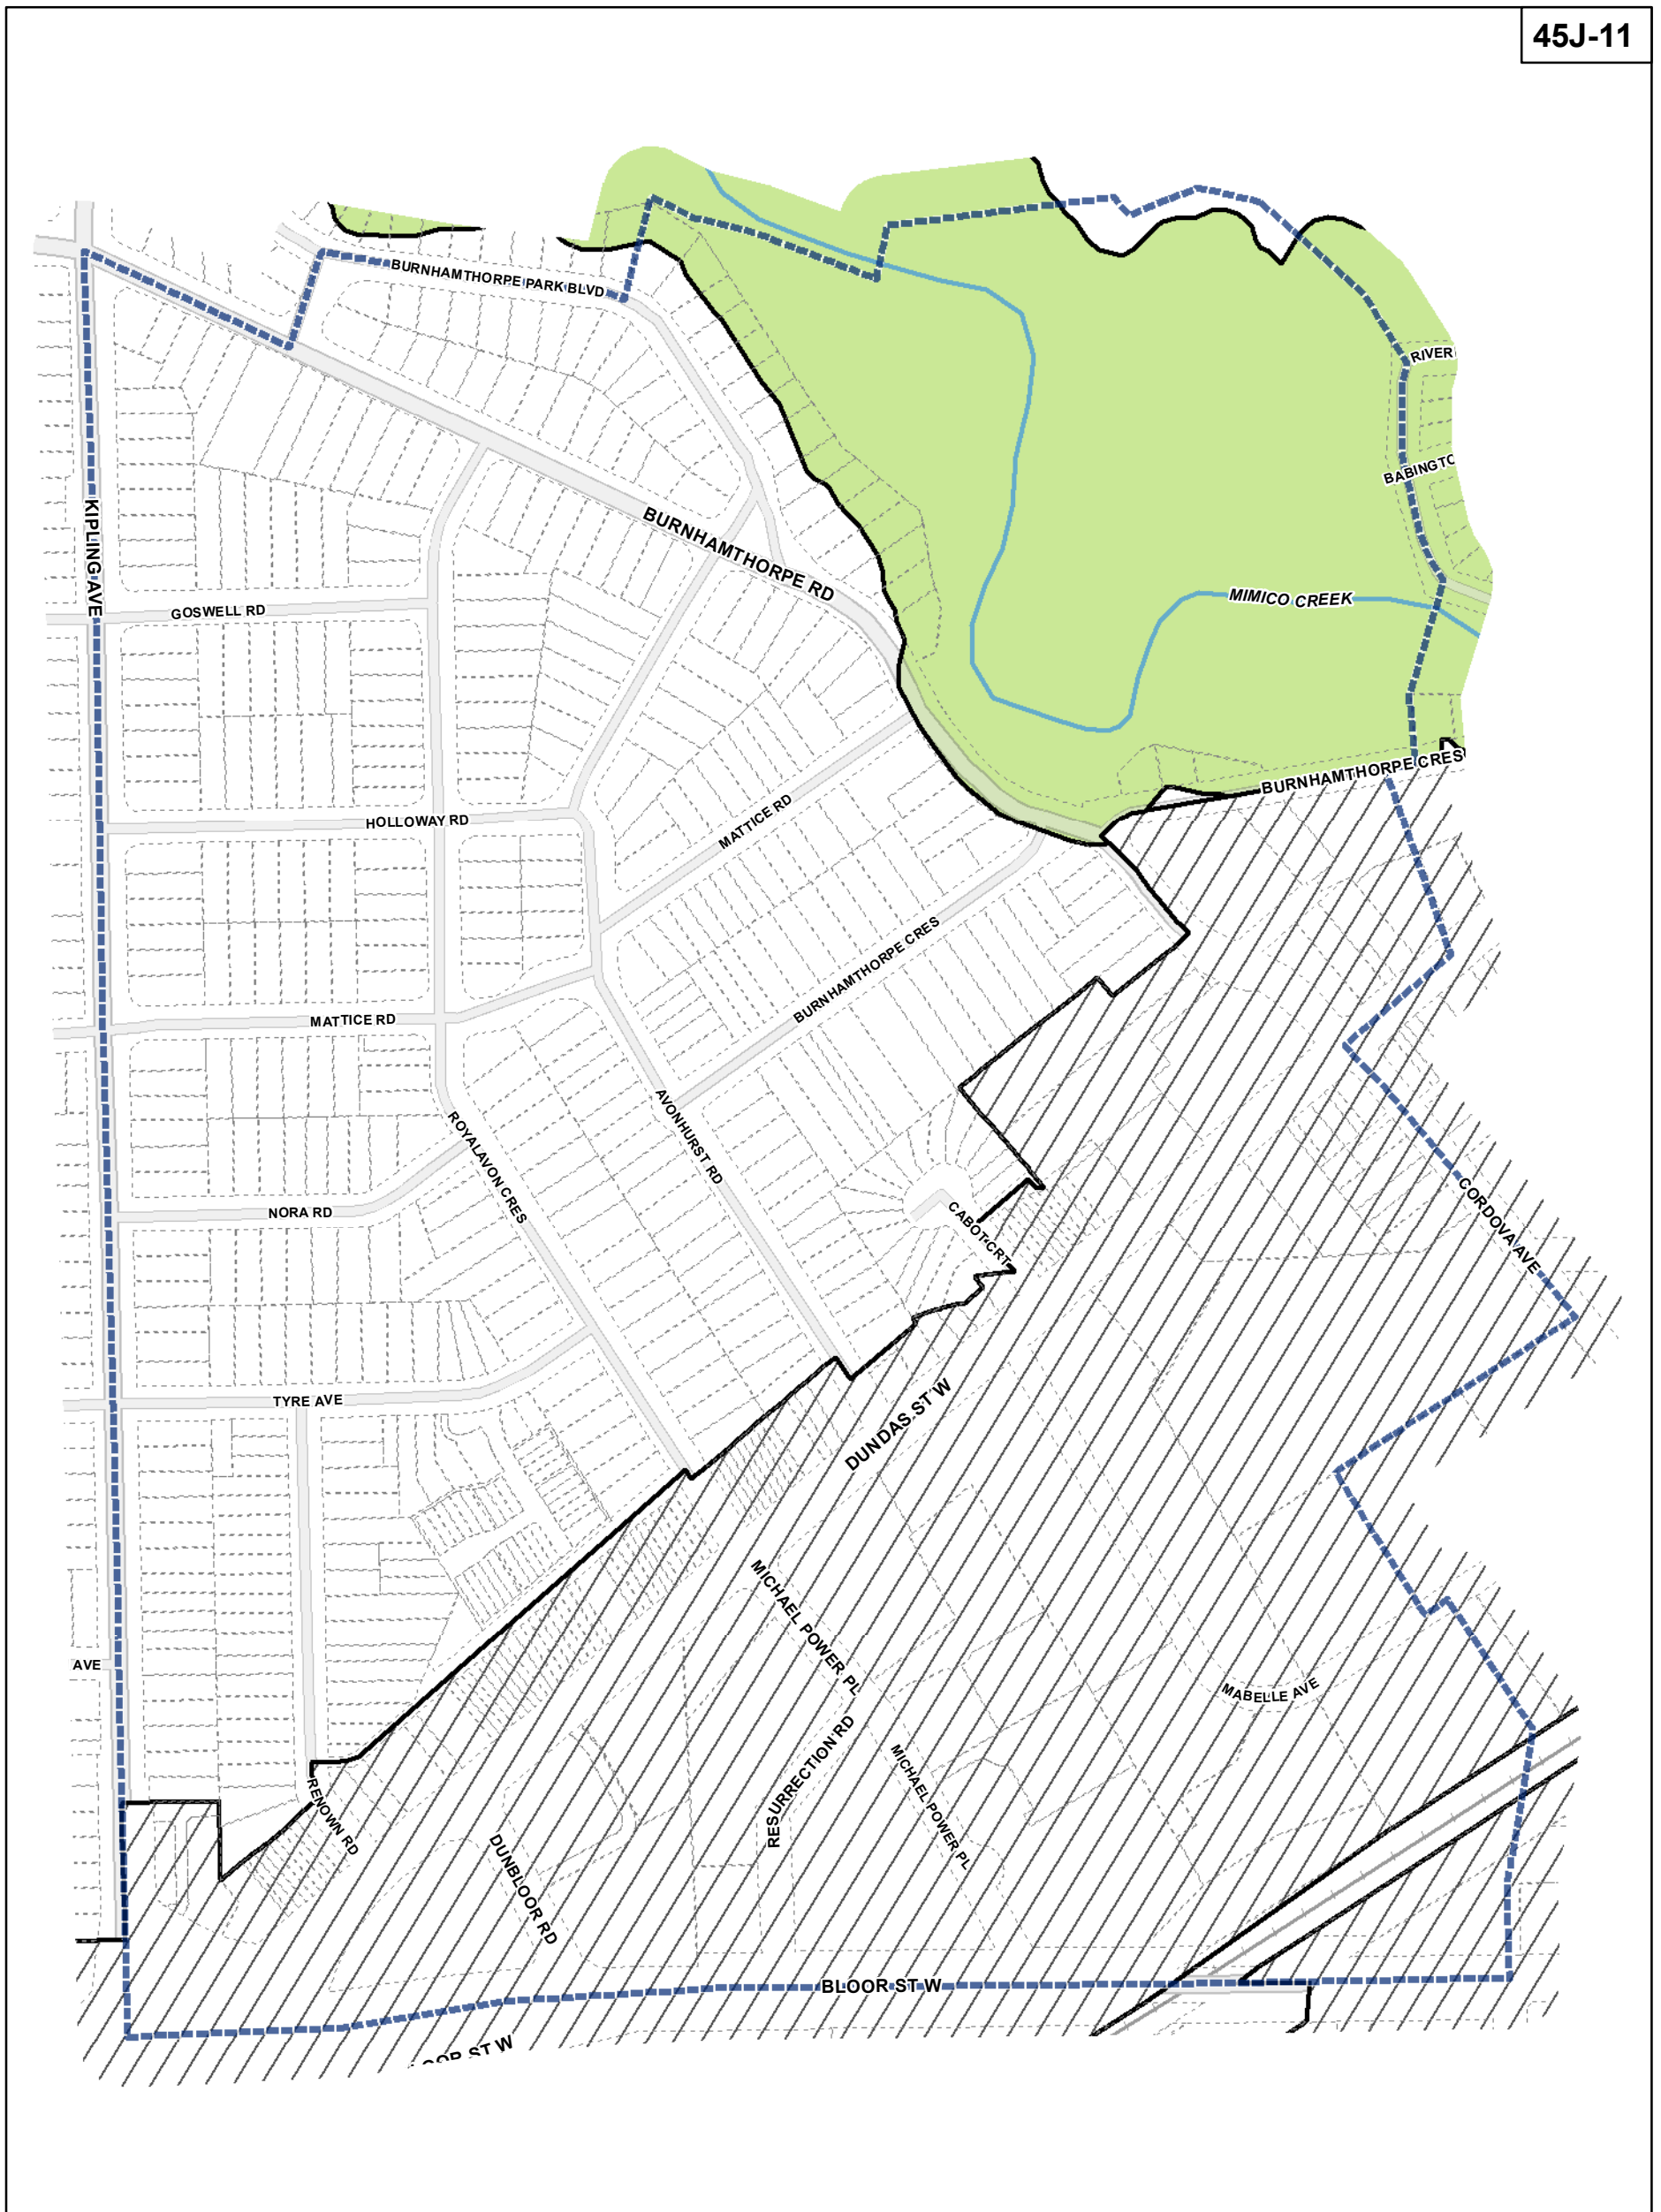 45J-11
BURNHAMTHORPE PARK BLVD
RIVER
BABINGTO
KIPLING AVE
BURNHAMTHORPE RD
MIMICO CREEK
GOSWELL RD
BURNHAMTHORPE CRES
HOLLOWAY RD
MATTICE RD
BURNHAMTHORPE CRES
MATTICE RD
AVONHURST RD
ROYALAVON CRES
CORDOVA AVE
NORA RD
CABOT CRT
TYRE AVE
DUNDAS ST W
MICHAEL POWER PL
AVE
MABELLE AVE
RESURRECTION RD
MICHAEL POWER PL
RENOWN RD
DUNBLOOR RD
BLOOR ST W
OOR ST W